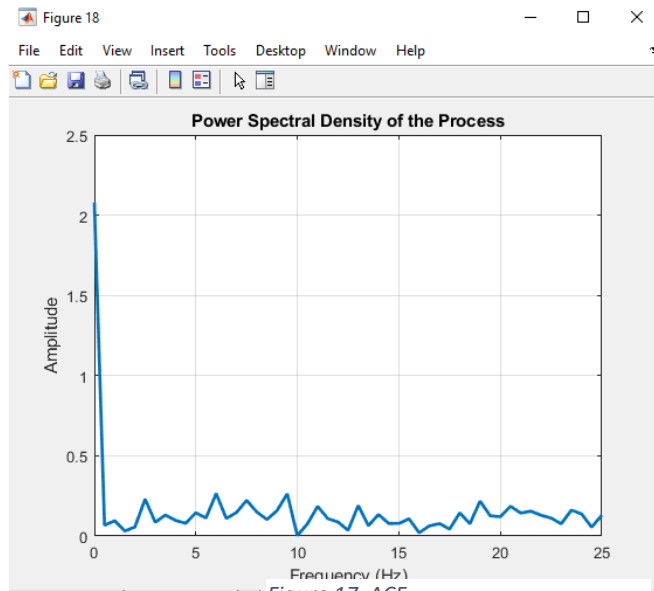 Figure 18
File Edit View Insert Tools Desktop Window Help
Power Spectral Density of the Process
2.5
2
1.5
1
0.5
0
Amplitude
0 5 10 15 20 25
Frequency (Hz)
Figure 17. ACF